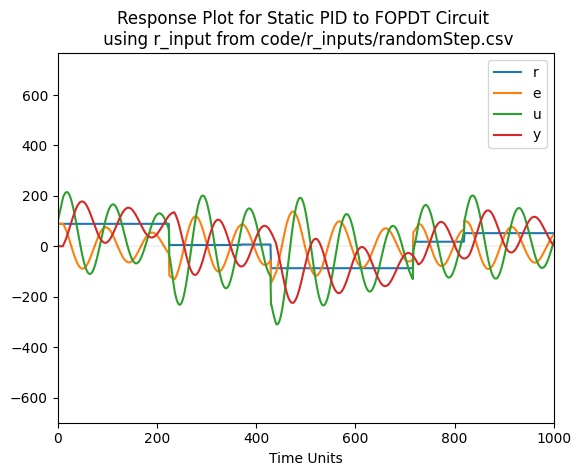 Response Plot for Static PID to FOPDT Circuit
using r_input from code/r_inputs/randomStep.csv
r
e
u
y
600
400
200
0
−200
−400
−600
0 200 400 600 800 1000
Time Units